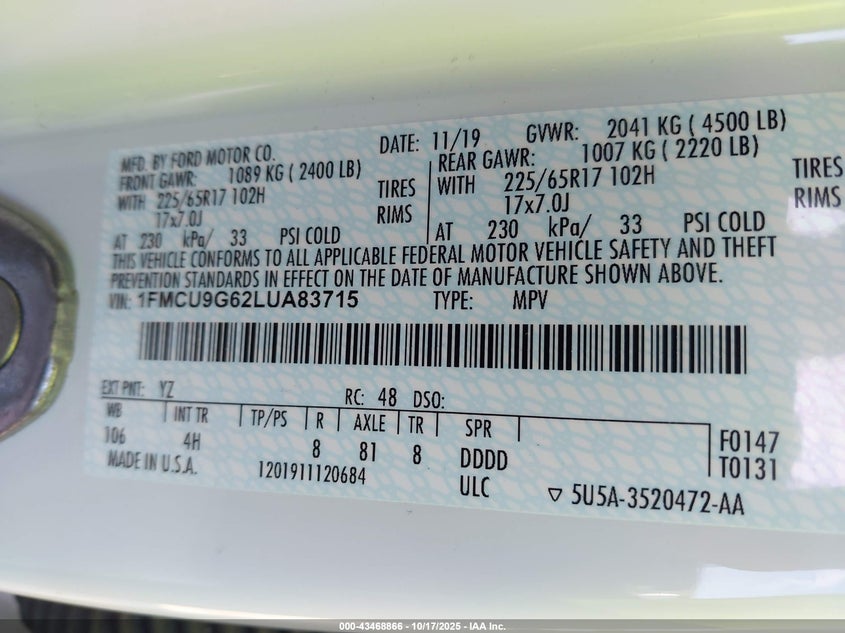 MFD. BY FORD MOTOR CO. DATE: 11/19 GVWR: 2041 KG ( 4500 LB)
FRONT GAWR: 1089 KG ( 2400 LB) REAR GAWR: 1007 KG ( 2220 LB)
WITH 225/65R17 102H TIRES WITH 225/65R17 102H TIRES
17x7.0J RIMS 17x7.0J RIMS
AT 230 kPa/ 33 PSI COLD AT 230 kPa/ 33 PSI COLD
THIS VEHICLE CONFORMS TO ALL APPLICABLE FEDERAL MOTOR VEHICLE SAFETY AND THEFT
PREVENTION STANDARDS IN EFFECT ON THE DATE OF MANUFACTURE SHOWN ABOVE.
VIN: 1FMCU9G62LUA83715 TYPE: MPV
EXT PNT: YZ RC: 48 DSO:
WB INT TR TP/PS R AXLE TR SPR
106 4H 8 81 8 DDDD F0147
MADE IN U.S.A. 1201911120684 ULC T0131
5U5A-3520472-AA
000-43468866 - 10/17/2025 - IAA Inc.